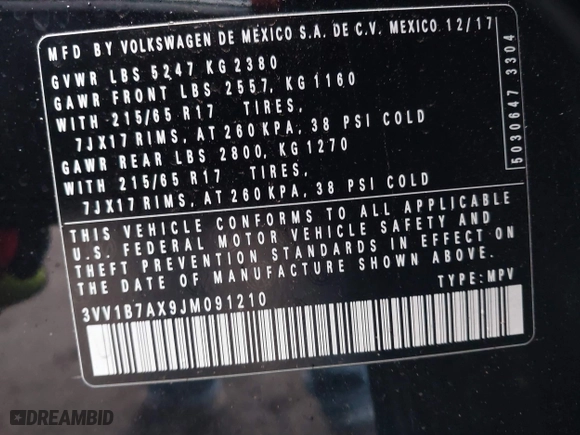 MFD BY VOLKSWAGEN DE MEXICO S.A. DE C.V. MEXICO 12/17
GVWR LBS 5247 KG 2380
GAWR FRONT LBS 2557, KG 1160
WITH 215/65 R17 TIRES,
7JX17 RIMS, AT 260 KPA, 38 PSI COLD
GAWR REAR LBS 2800, KG 1270
WITH 215/65 R17 TIRES,
7JX17 RIMS, AT 260 KPA, 38 PSI COLD
5030647 3304
THIS VEHICLE CONFORMS TO ALL APPLICABLE
U.S. FEDERAL MOTOR VEHICLE SAFETY AND
THEFT PREVENTION STANDARDS IN EFFECT ON
THE DATE OF MANUFACTURE SHOWN ABOVE.
3VV1B7AX9JM091210
TYPE: MPV
DREAMBID